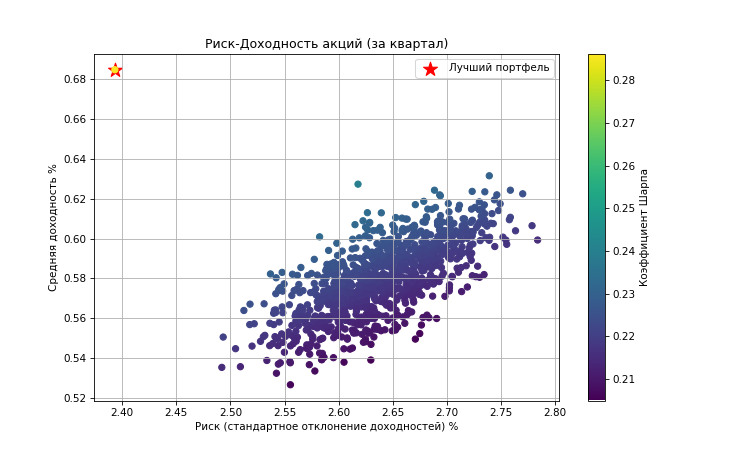 Риск-Доходность акций (за квартал)
Лучший портфель
Средняя доходность %
0.68
0.66
0.64
0.62
0.60
0.58
0.56
0.54
0.52
2.40 2.45 2.50 2.55 2.60 2.65 2.70 2.75 2.80
Риск (стандартное отклонение доходностей) %
0.28
0.27
0.26
0.25
0.24
0.23
0.22
0.21
Коэффициент Шарпа